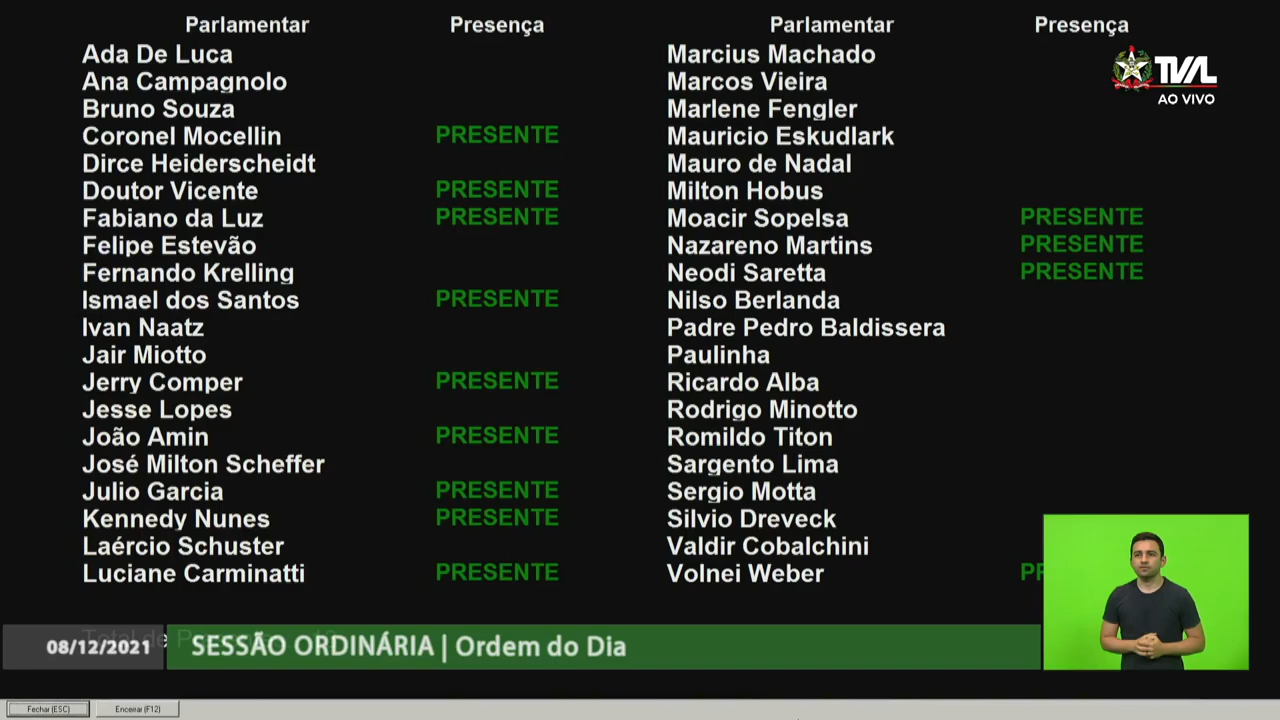 Parlamentar Presença Parlamentar Presença
Ada De Luca Marcius Machado
Ana Campagnolo Marcos Vieira
Bruno Souza Marlene Fengler
Coronel Mocellin PRESENTE Mauricio Eskudlark
Dirce Heiderscheidt Mauro de Nadal
Doutor Vicente PRESENTE Milton Hobus
Fabiano da Luz PRESENTE Moacir Sopelsa PRESENTE
Felipe Estevão Nazareno Martins PRESENTE
Fernando Krelling Neodi Saretta PRESENTE
Ismael dos Santos PRESENTE Nilso Berlanda
Ivan Naatz Padre Pedro Baldissera
Jair Miotto Paulinha
Jerry Comper PRESENTE Ricardo Alba
Jesse Lopes Rodrigo Minotto
João Amin PRESENTE Romildo Titon
José Milton Scheffer Sargento Lima
Julio Garcia PRESENTE Sergio Motta
Kennedy Nunes PRESENTE Silvio Dreveck
Laércio Schuster Valdir Cobalchini
Luciane Carminatti PRESENTE Volnei Weber
TVAL
AO VIVO
08/12/2021 SESSÃO ORDINÁRIA | Ordem do Dia
Fechar (ESC) Encerrar (F12)